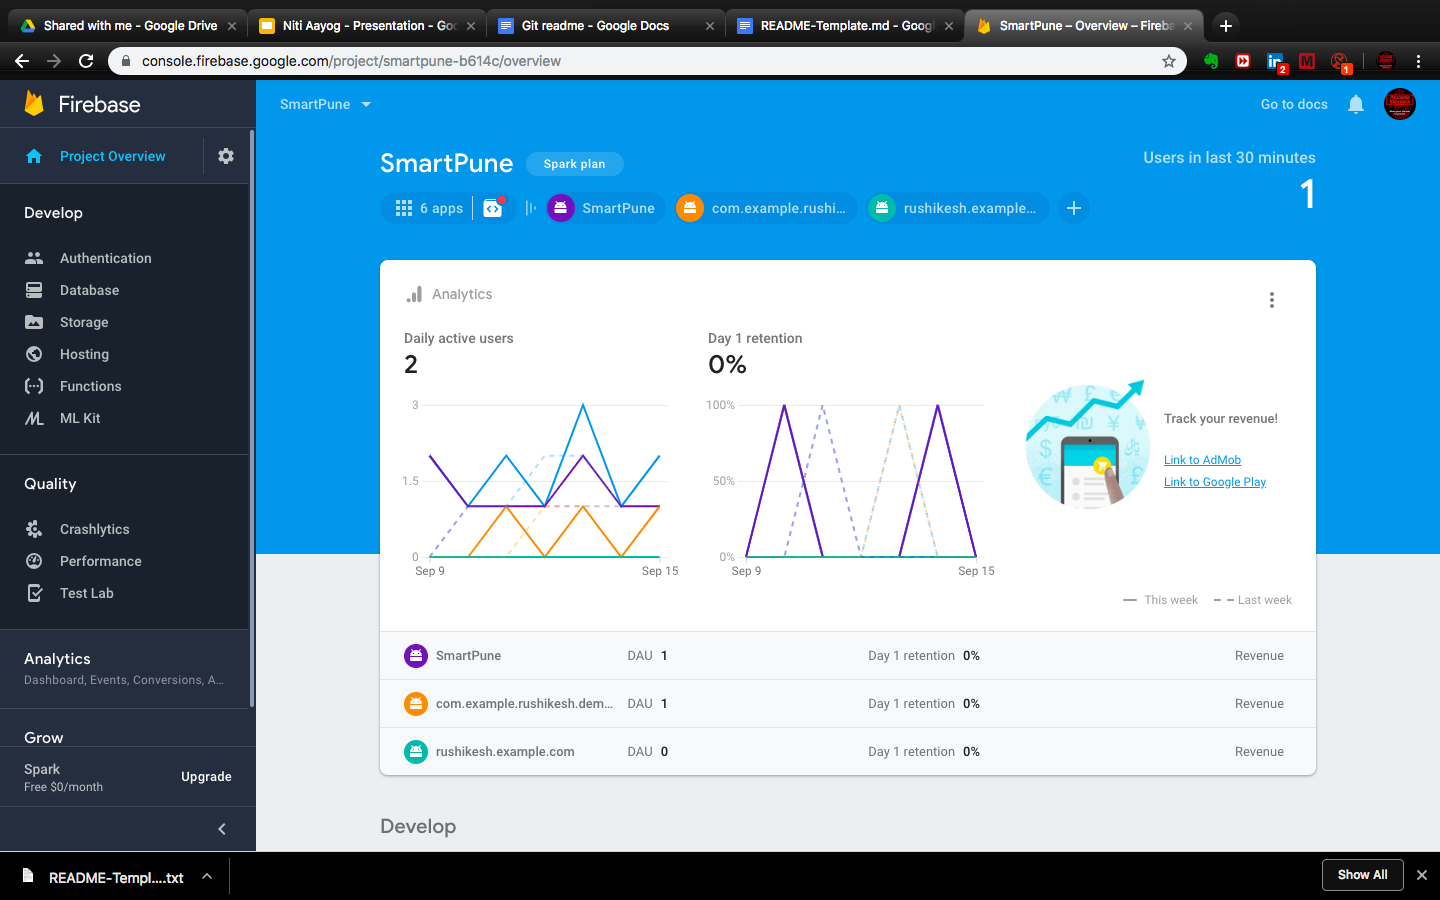 Shared with me - Google Drive
Niti Aayog - Presentation - Goo
Git readme - Google Docs
README-Template.md - Googl
SmartPune – Overview – Fireba
console.firebase.google.com/project/smartpune-b614c/overview
2
1
Firebase
SmartPune
Go to docs
Project Overview
SmartPune
Spark plan
Users in last 30 minutes
1
6 apps
SmartPune
com.example.rushi...
rushikesh.example...
Develop
Authentication
Database
Storage
Hosting
Functions
ML Kit
Quality
Crashlytics
Performance
Test Lab
Analytics
Dashboard, Events, Conversions, A...
Grow
Spark
Free $0/month
Upgrade
Analytics
Daily active users
2
3
1.5
0
Sep 9
Sep 15
Day 1 retention
0%
100%
50%
0%
Sep 9
Sep 15
Track your revenue!
Link to AdMob
Link to Google Play
This week
Last week
SmartPune DAU 1 Day 1 retention 0% Revenue
com.example.rushikesh.dem... DAU 1 Day 1 retention 0% Revenue
rushikesh.example.com DAU 0 Day 1 retention 0% Revenue
Develop
README-Templ....txt
Show All